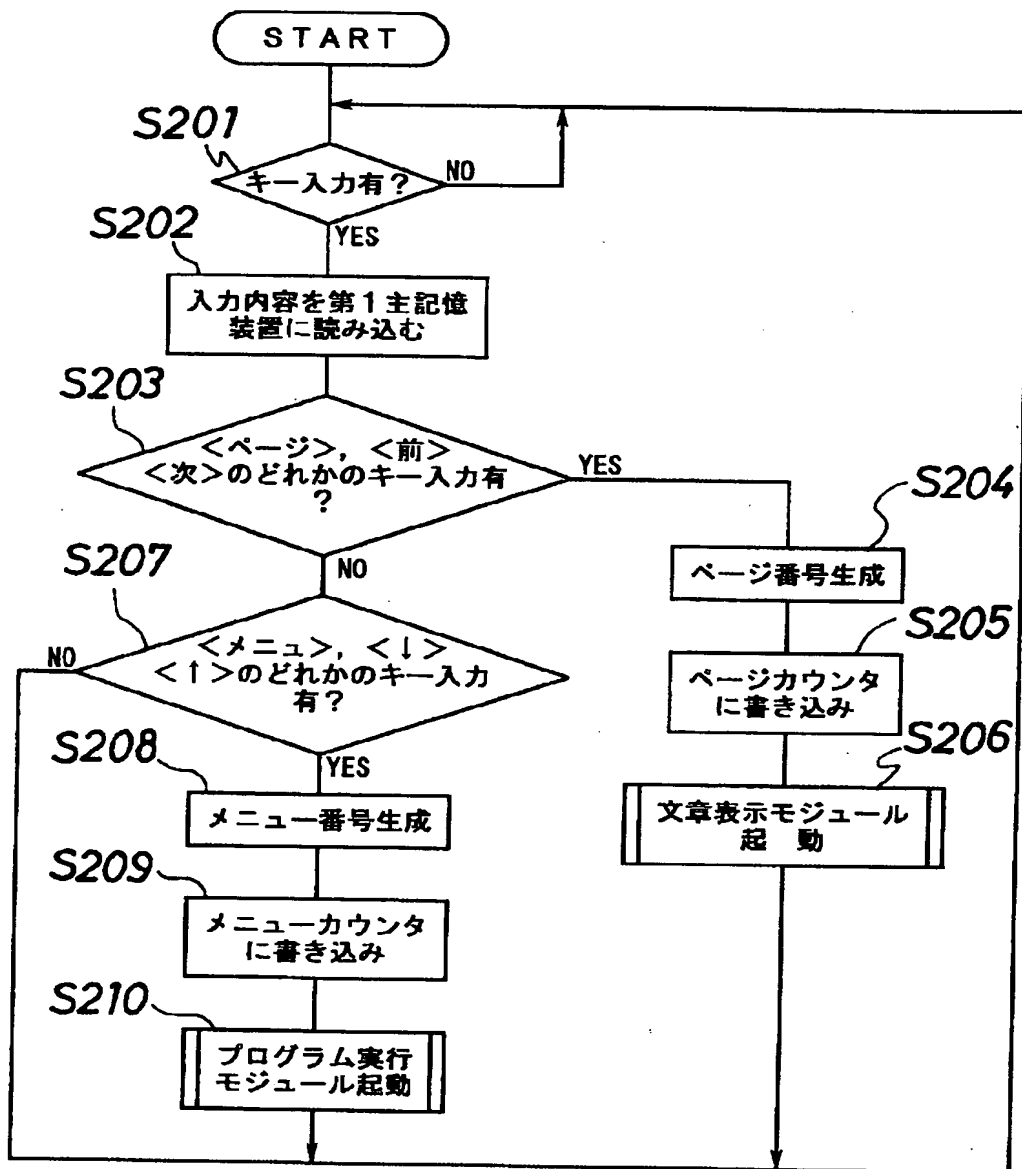 START
S201
キー入力有?
NO
YES
S202
入力内容を第1主記憶
装置に読み込む
S203
<ページ>,<前>
<次>のどれかのキー入力有
?
YES
NO
S204
ページ番号生成
S205
ページカウンタ
に書き込み
S206
文章表示モジュール
起 動
S207
<メニュ>,<↓>
<↑>のどれかのキー入力
有?
NO
YES
S208
メニュー番号生成
S209
メニューカウンタ
に書き込み
S210
プログラム実行
モジュール起動